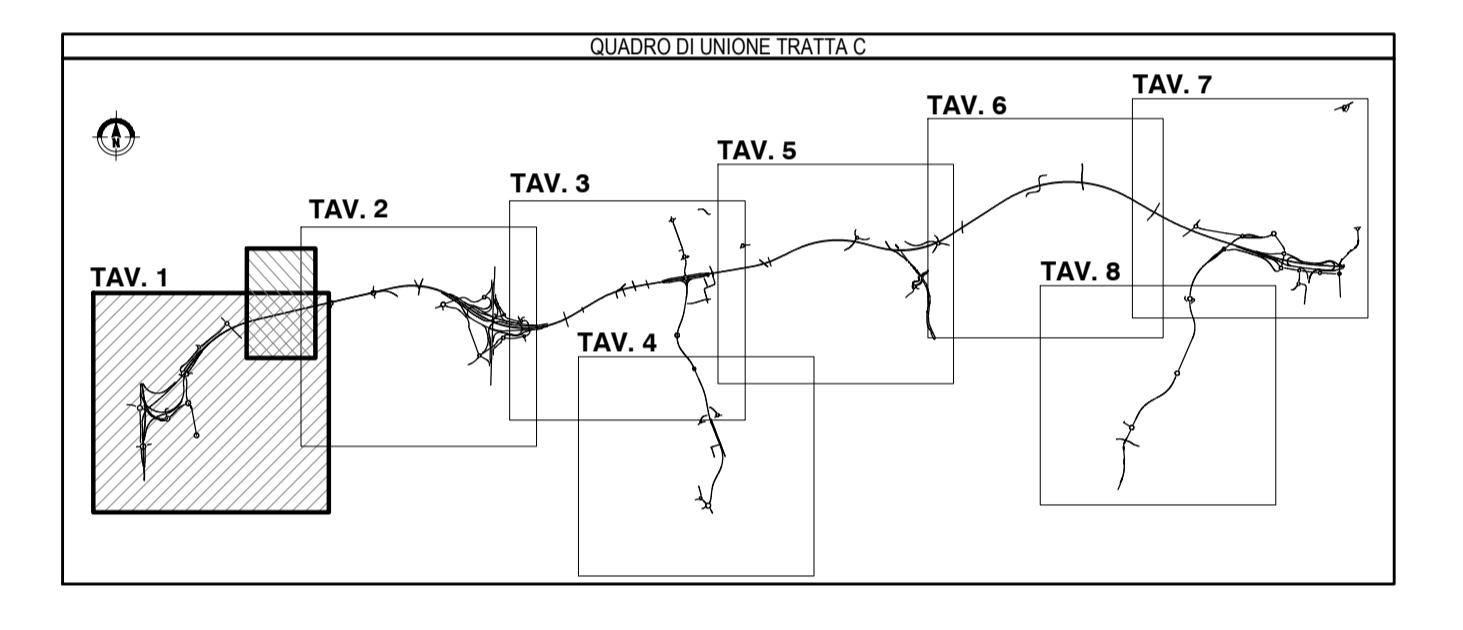 QUADRO DI UNIONE TRATTA C
TAV. 7
TAV. 6
TAV. 5
TAV. 3
TAV. 2
TAV. 1
TAV. 8
TAV. 4
N